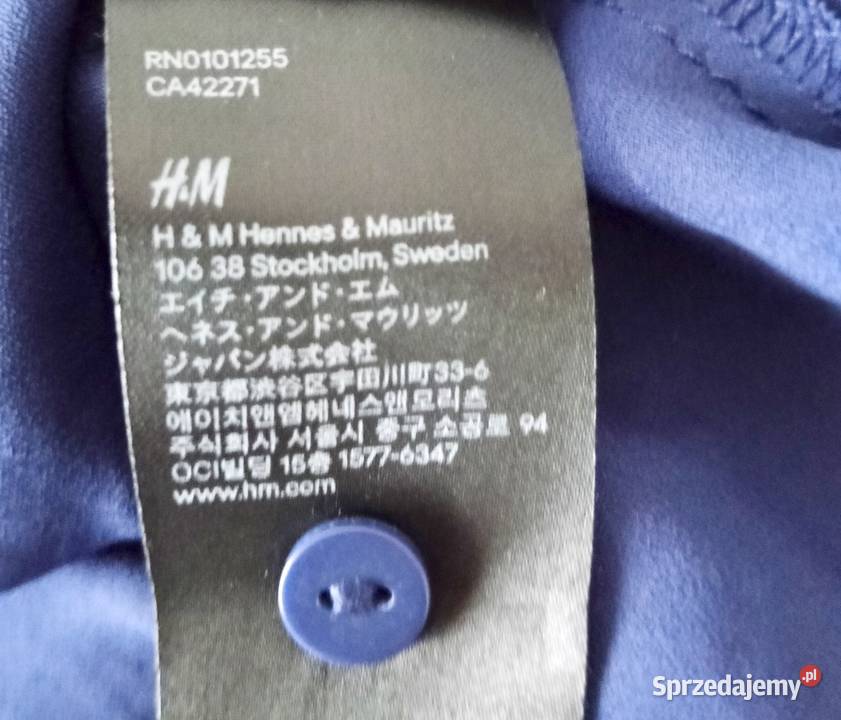 RN0101255
CA42271
H&M
H & M Hennes & Mauritz
106 38 Stockholm, Sweden
エイチ・アンド・エム
ヘネス・アンド・マウリッツ
ジャパン株式会社
東京都渋谷区宇田川町33-6
에이치앤엠헤네스앤모리츠
주식회사 서울시 중구 소공로 94
OCI빌딩 15층 1577-6347
www.hm.com
Sprzedajemy.pl